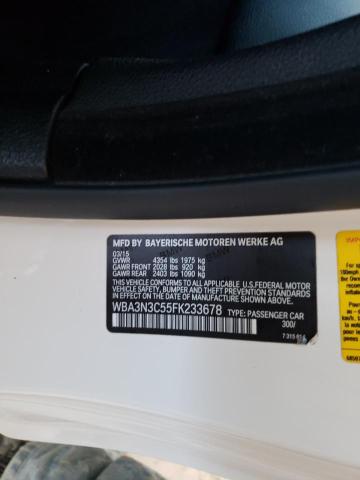 MFD BY BAYERISCHE MOTOREN WERKE AG
03/15
GVWR 4354 lbs 1975 kg
GAWR FRONT 2028 lbs 920 kg
GAWR REAR 2403 lbs 1090 kg
THIS VEHICLE CONFORMS TO ALL APPLICABLE U.S.FEDERAL
MOTOR VEHICLE SAFETY, BUMPER, AND THEFT PREVENTION
STANDARDS IN EFFECT ON THE DATE OF
MANUFACTURE SHOWN ABOVE.
WBA3N3C55FK233678 TYPE: PASSENGER CAR
300/